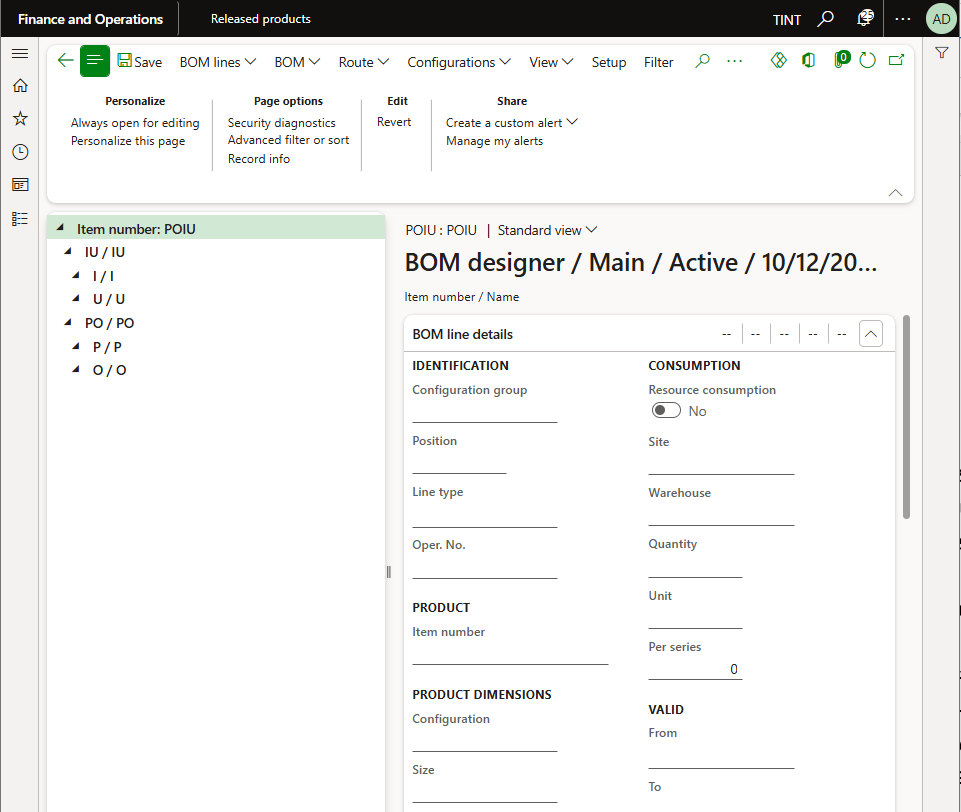 Finance and Operations
Released products
TINT
25
AD
Save
BOM lines
BOM
Route
Configurations
View
Setup
Filter
0
Personalize
Always open for editing
Personalize this page
Page options
Security diagnostics
Advanced filter or sort
Record info
Edit
Revert
Share
Create a custom alert
Manage my alerts
Item number: POIU
IU / IU
I / I
U / U
PO / PO
P / P
O / O
POIU : POIU | Standard view
BOM designer / Main / Active / 10/12/20...
Item number / Name
BOM line details
-- -- -- -- --
IDENTIFICATION
Configuration group
Position
Line type
Oper. No.
PRODUCT
Item number
PRODUCT DIMENSIONS
Configuration
Size
CONSUMPTION
Resource consumption
No
Site
Warehouse
Quantity
Unit
Per series
0
VALID
From
To